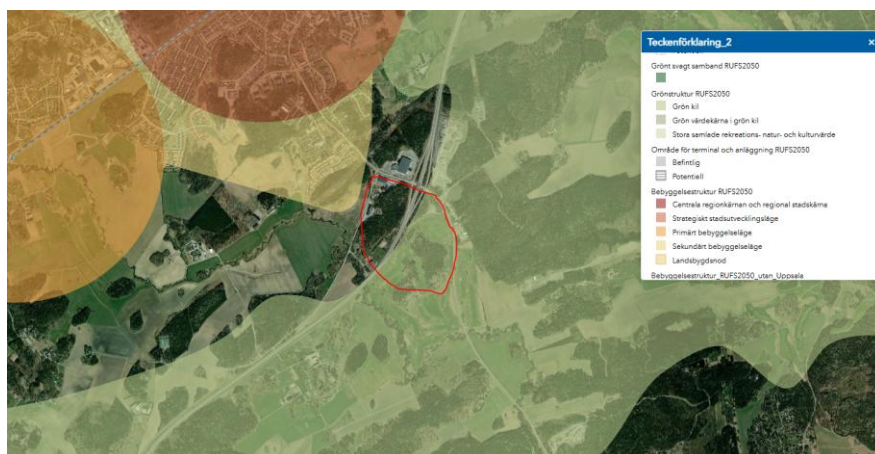 Teckenförklaring_2
×
Grönt svagt samband RUFS2050
Grönstruktur RUFS2050
Grön kil
Grön värdekärna i grön kil
Stora samlade rekreations- natur- och kulturvärde
Område för terminal och anläggning RUFS2050
Befintlig
Potentiell
Bebyggelsestruktur RUFS2050
Centrala regionkärnan och regional stadskärna
Strategiskt stadsutvecklingsläge
Primärt bebyggelseläge
Sekundärt bebyggelseläge
Landsbygdsnod
Bebyggelsestruktur_RUFS2050_utan_Uppsala